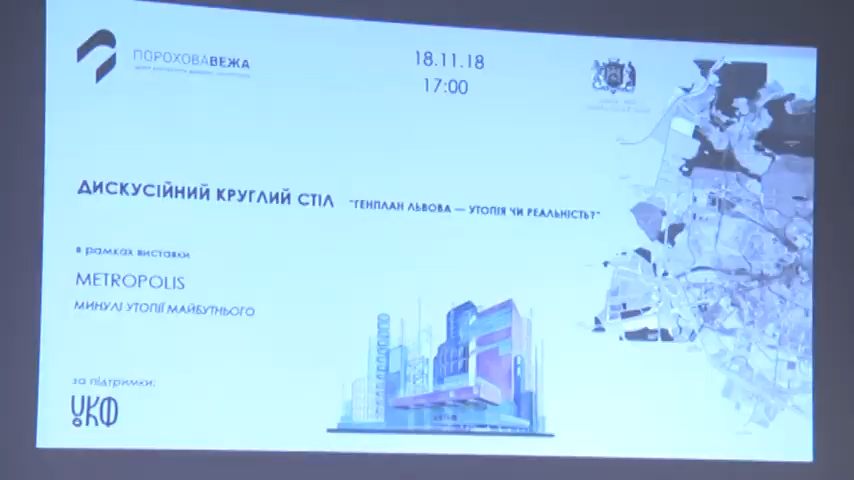 ПОРОХОВАВЕЖА
18.11.18
17:00
ДИСКУСІЙНИЙ КРУГЛИЙ СТІЛ "ГЕНПЛАН ЛЬВОВА — УТОПІЯ ЧИ РЕАЛЬНІСТЬ?"
в рамках виставки
METROPOLIS
МИНУЛІ УТОПІЇ МАЙБУТНЬОГО
за підтримки:
УКФ